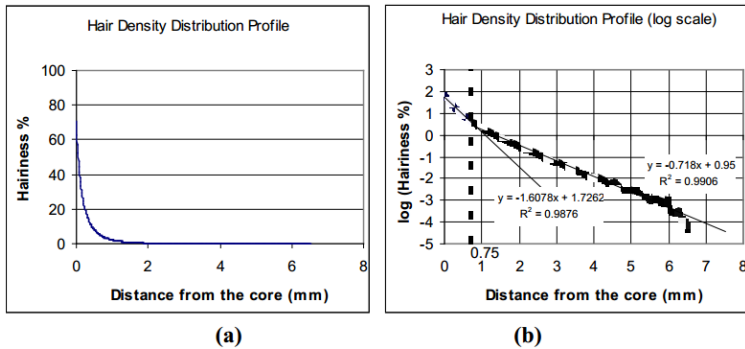 Hair Density Distribution Profile
100
80
60
40
20
0
Hairiness %
0 2 4 6 8
Distance from the core (mm)
(a)
Hair Density Distribution Profile (log scale)
3
2
1
0
-1
-2
-3
-4
-5
log (Hairiness %)
y = -0.718x + 0.95
R² = 0.9906
y = -1.6078x + 1.7262
R² = 0.9876
0.75
0 1 2 3 4 5 6 7 8
Distance from the core (mm)
(b)